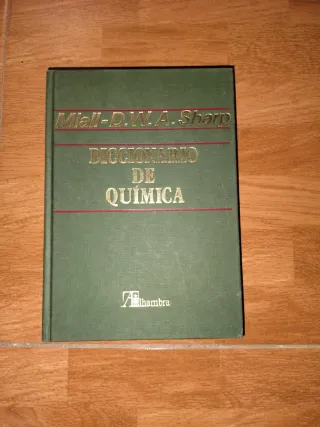 Miall-D.W.A. Sharp
DICCIONARIO
DE
QUÍMICA
Alhambra